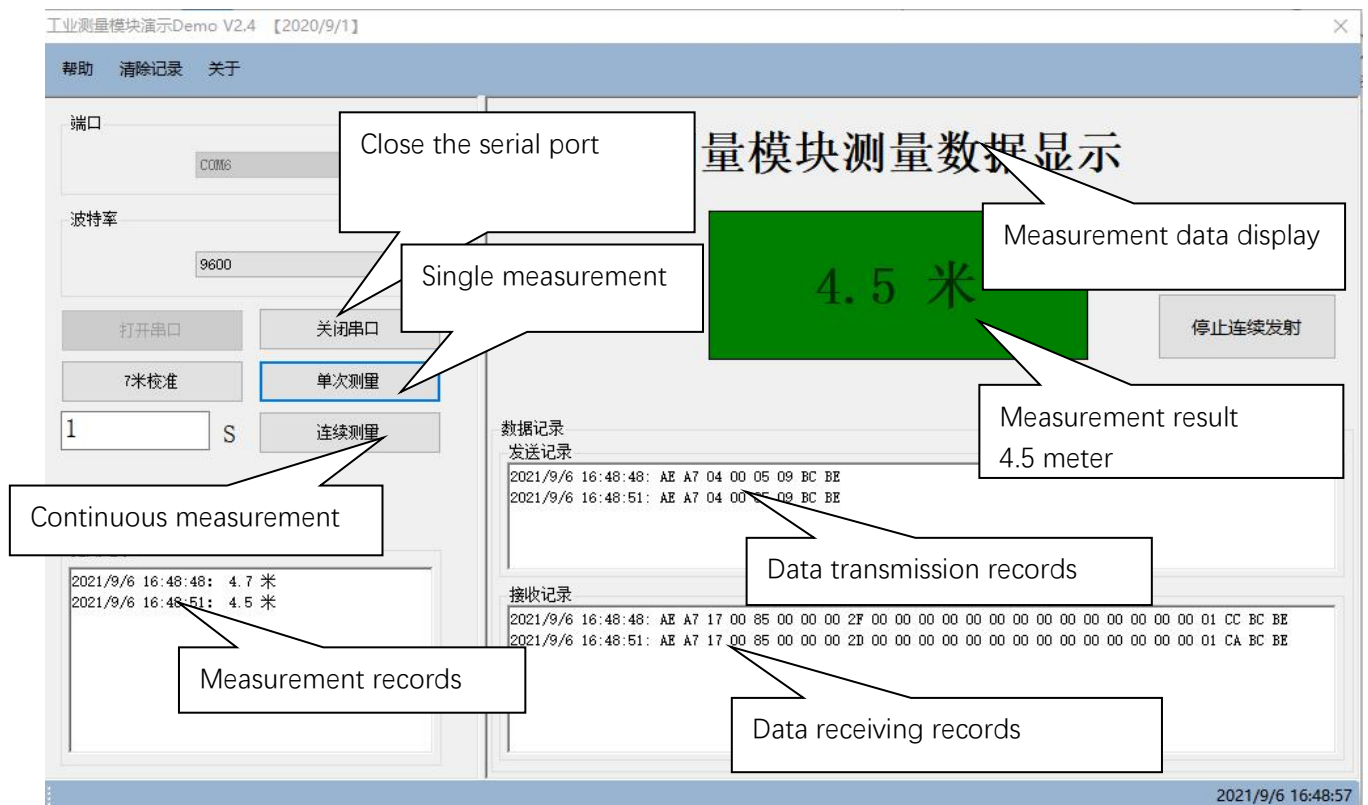 工业测量模块演示Demo V2.4 【2020/9/1】
帮助 清除记录 关于
端口
COM6
Close the serial port
量模块测量数据显示
波特率
9600
Single measurement
Measurement data display
4.5 米
打开串口
关闭串口
停止连续发射
7米校准
单次测量
1 S
连续测量
Measurement result
4.5 meter
数据记录
发送记录
2021/9/6 16:48:48: AE A7 04 00 05 09 BC BE
2021/9/6 16:48:51: AE A7 04 00 05 09 BC BE
Continuous measurement
Data transmission records
2021/9/6 16:48:48: 4.7 米
2021/9/6 16:48:51: 4.5 米
Measurement records
接收记录
2021/9/6 16:48:48: AE A7 17 00 85 00 00 00 2F 00 00 00 00 00 00 00 00 00 00 00 00 00 00 01 CC BC BE
2021/9/6 16:48:51: AE A7 17 00 85 00 00 00 2D 00 00 00 00 00 00 00 00 00 00 00 00 00 00 01 CA BC BE
Data receiving records
2021/9/6 16:48:57